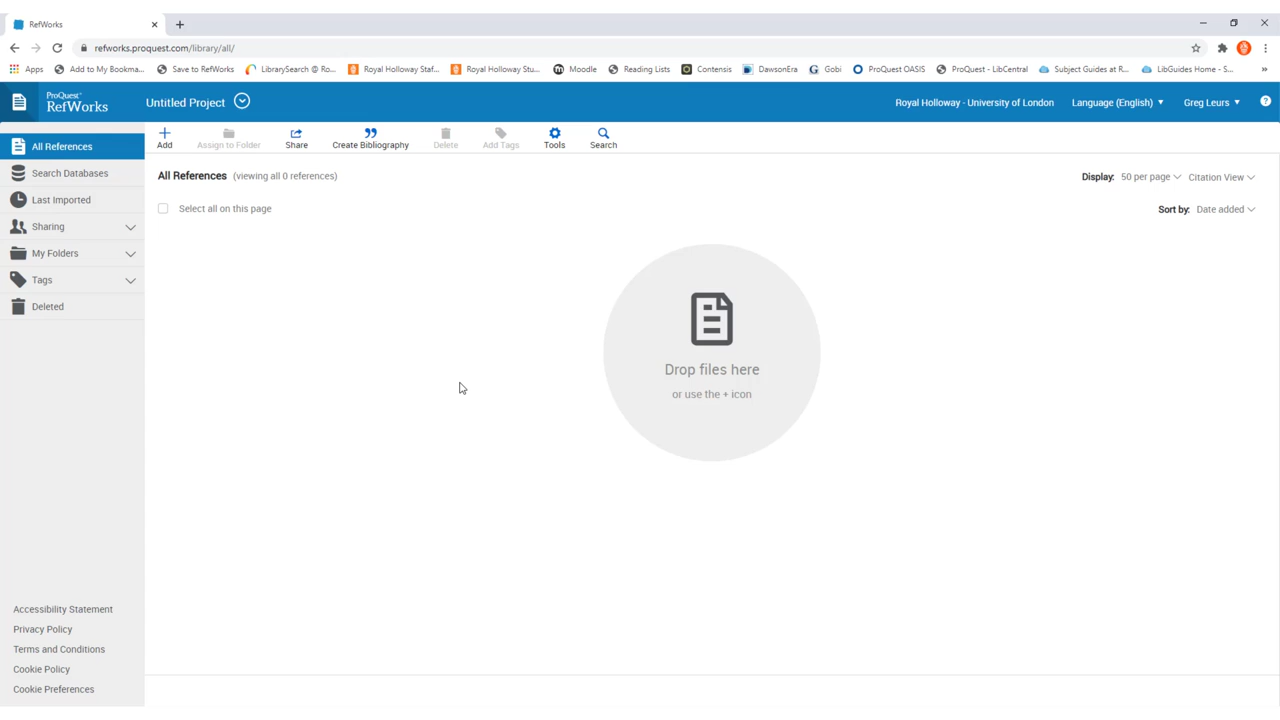 RefWorks
refworks.proquest.com/library/all/
Apps Add to My Bookma... Save to RefWorks LibrarySearch @ Ro... Royal Holloway Staf... Royal Holloway Stu... Moodle Reading Lists Contensis DawsonEra Gobi ProQuest OASIS ProQuest - LibCentral Subject Guides at R... LibGuides Home - S... »
ProQuest®
RefWorks
Untitled Project
Royal Holloway - University of London Language (English) Greg Leurs ?
All References
Search Databases
Last Imported
Sharing
My Folders
Tags
Deleted
Accessibility Statement
Privacy Policy
Terms and Conditions
Cookie Policy
Cookie Preferences
Add Assign to Folder Share Create Bibliography Delete Add Tags Tools Search
All References (viewing all 0 references)
Display: 50 per page Citation View
Select all on this page
Sort by: Date added
Drop files here
or use the + icon